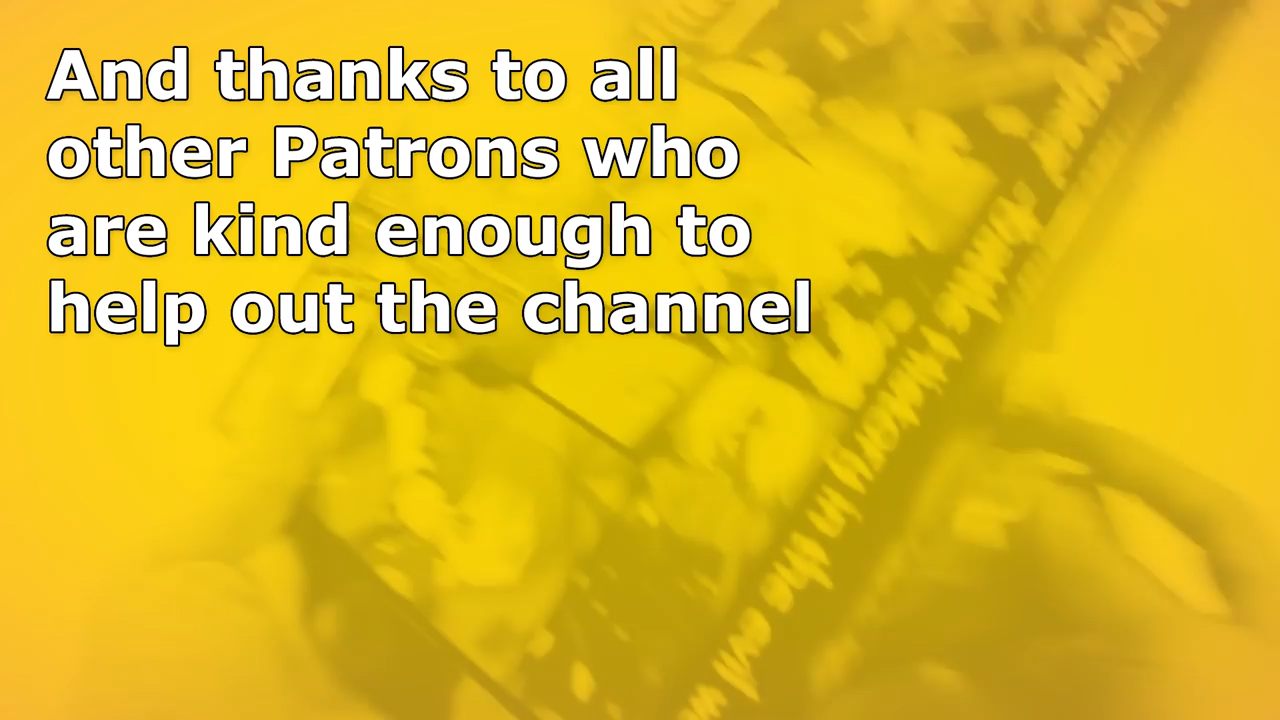 And thanks to all
other Patrons who
are kind enough to
help out the channel